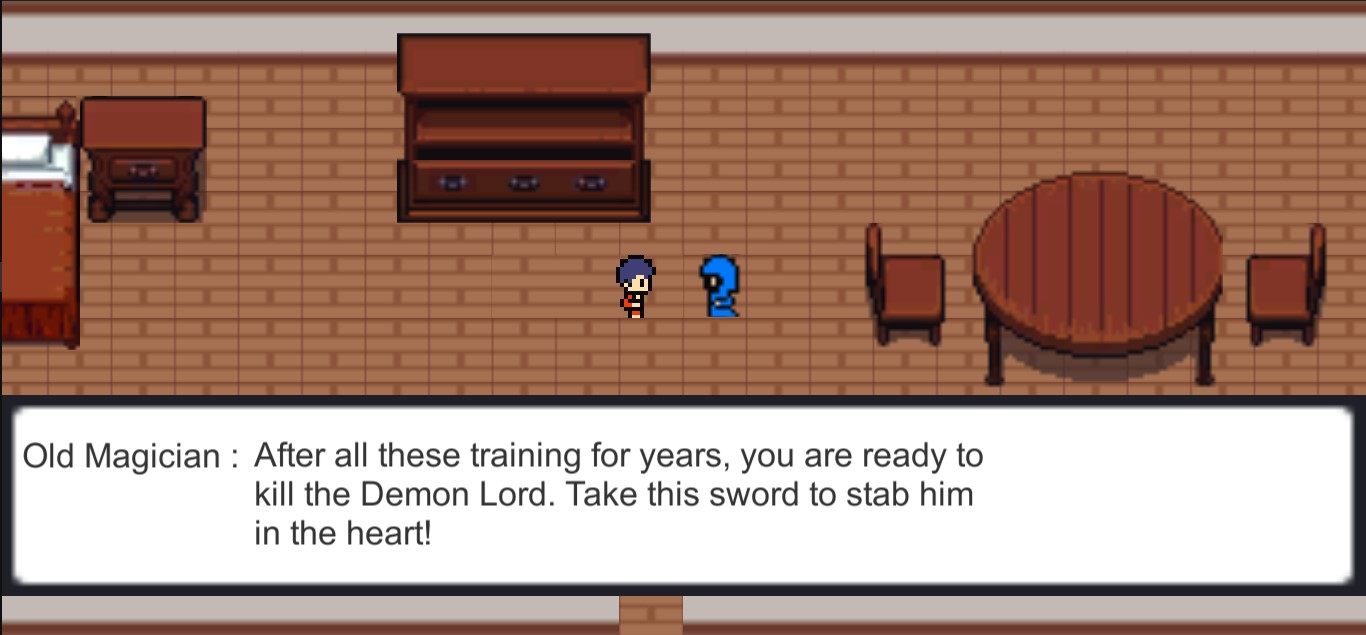 Old Magician : After all these training for years, you are ready to
kill the Demon Lord. Take this sword to stab him
in the heart!